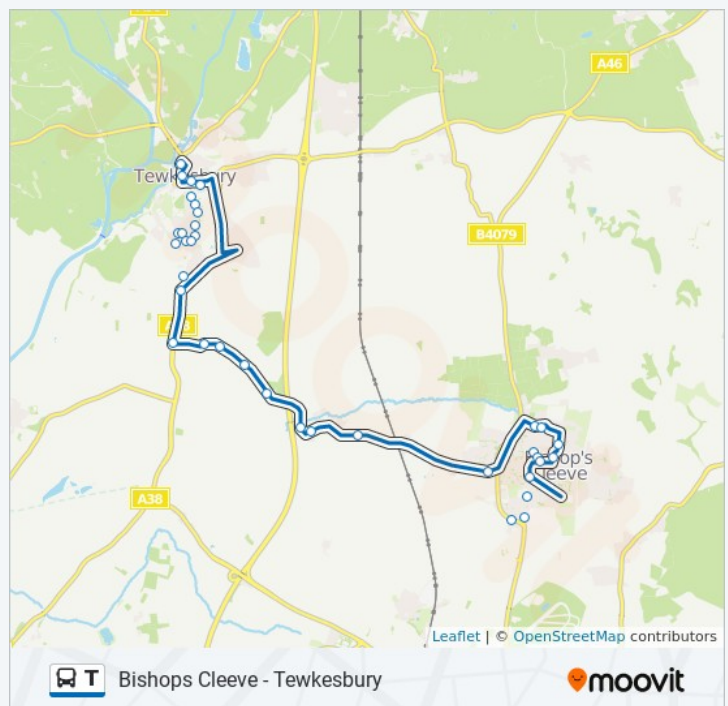 A46
Tewkesbury
B4079
A38
Bishop's
Cleeve
A38
Leaflet | © OpenStreetMap contributors
T Bishops Cleeve - Tewkesbury
moovit